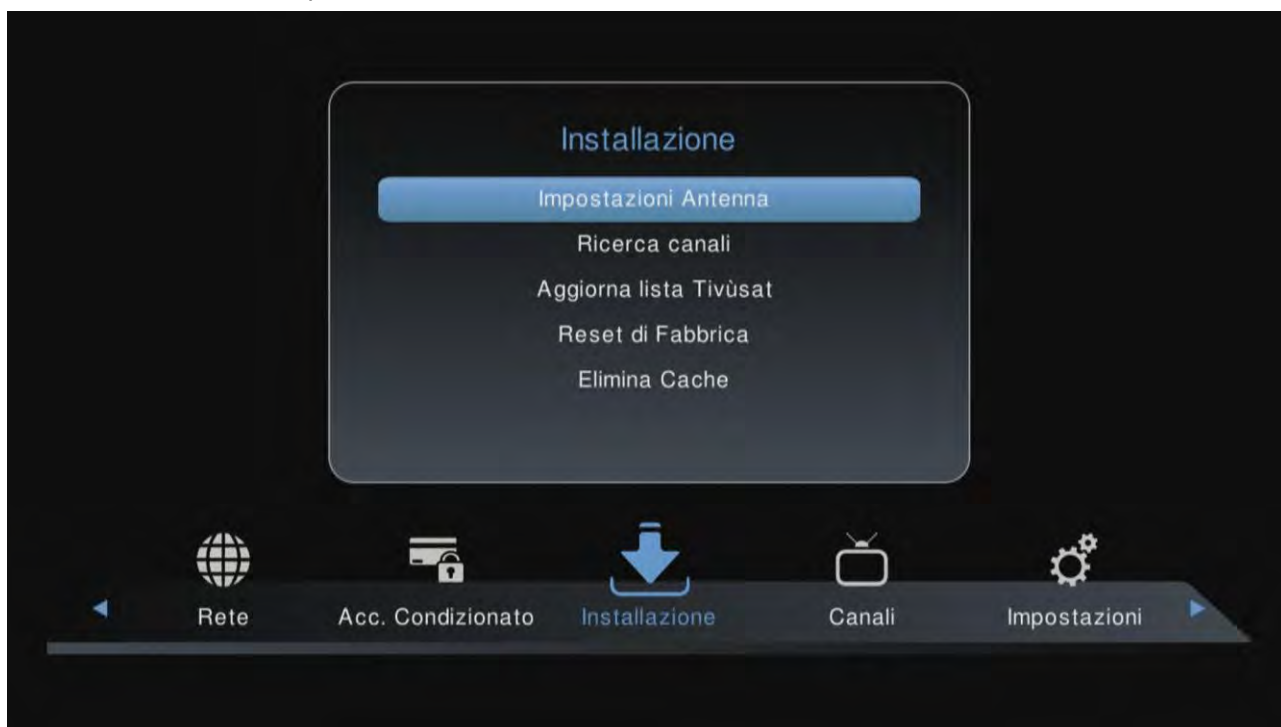 Installazione
Impostazioni Antenna
Ricerca canali
Aggiorna lista Tivùsat
Reset di Fabbrica
Elimina Cache
Rete Acc. Condizionato Installazione Canali Impostazioni